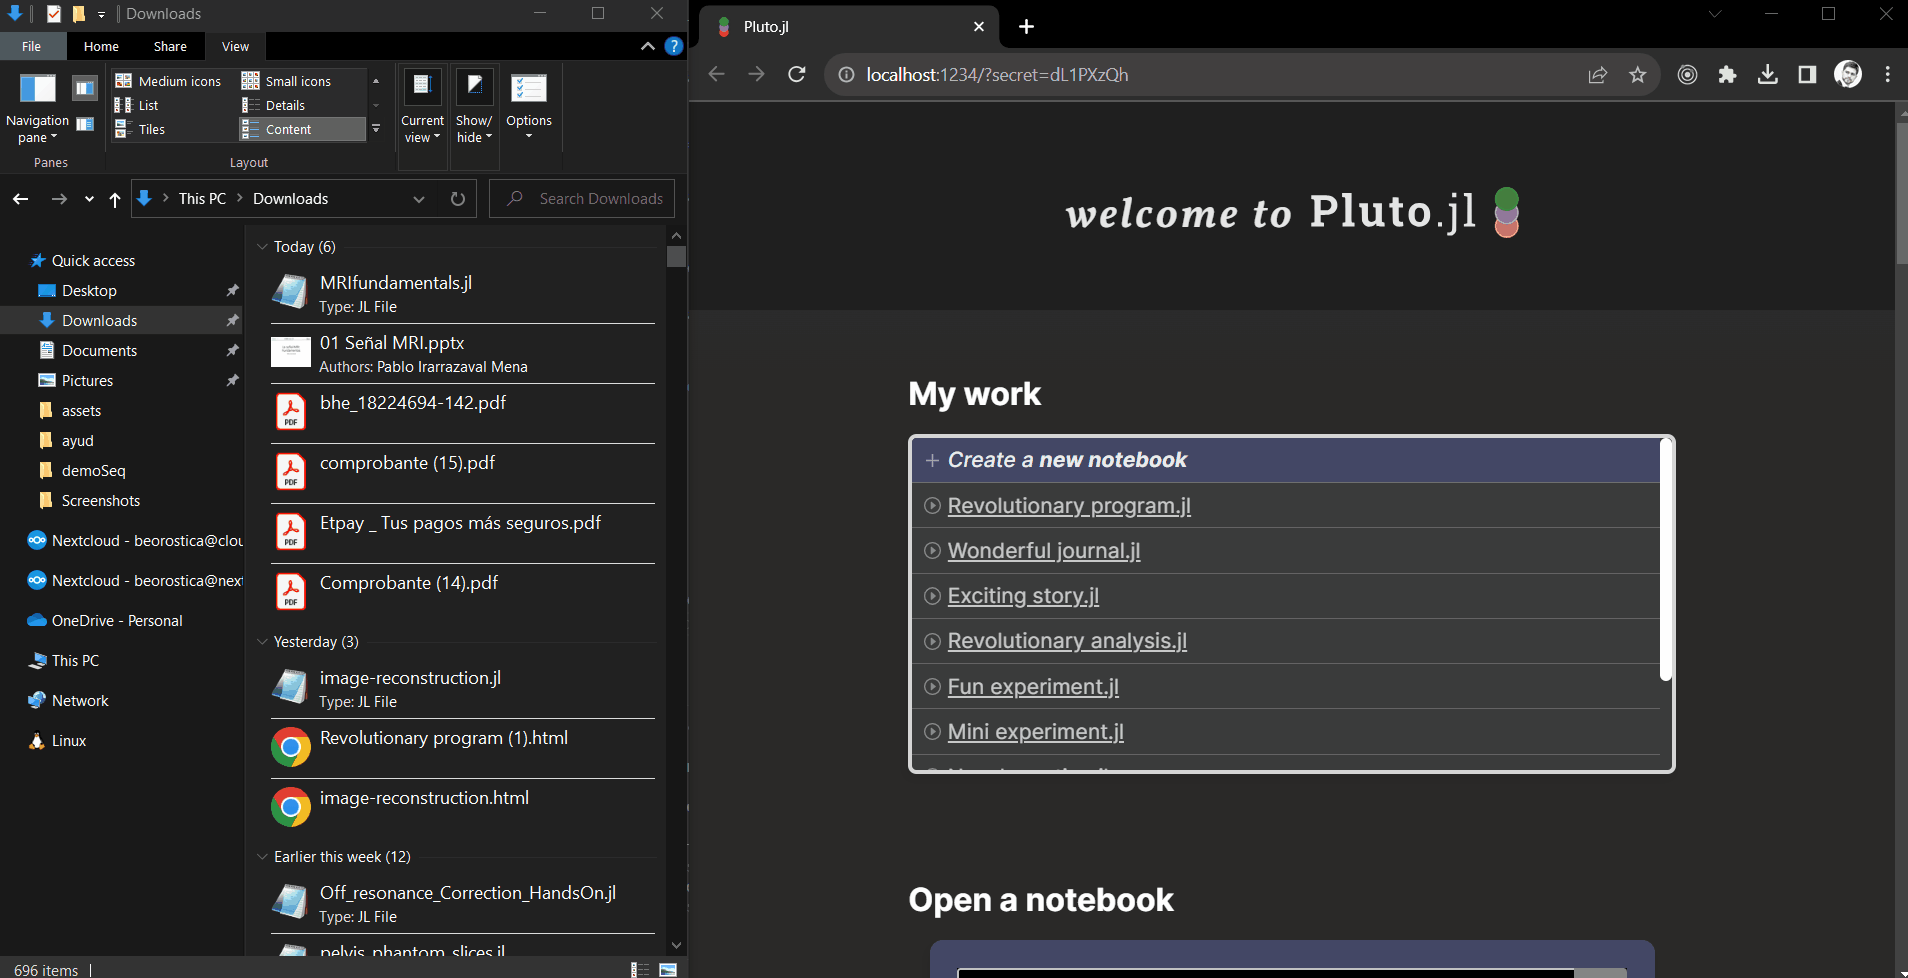 Downloads
File Home Share View
Navigation pane
Panes
Medium icons Small icons
List Details
Tiles Content
Layout
Current view
Show/ hide
Options
This PC Downloads
Search Downloads
Quick access
Desktop
Downloads
Documents
Pictures
assets
ayud
demoSeq
Screenshots
Nextcloud - beorostica@clou
Nextcloud - beorostica@next
OneDrive - Personal
This PC
Network
Linux
Today (6)
MRIfundamentals.jl
Type: JL File
01 Señal MRI.pptx
Authors: Pablo Irarrazaval Mena
PDF
bhe_18224694-142.pdf
PDF
comprobante (15).pdf
PDF
Etpay _ Tus pagos más seguros.pdf
PDF
Comprobante (14).pdf
Yesterday (3)
image-reconstruction.jl
Type: JL File
Revolutionary program (1).html
image-reconstruction.html
Earlier this week (12)
Off_resonance_Correction_HandsOn.jl
Type: JL File
pelvis_phantom_slices.jl
696 items
Pluto.jl
localhost:1234/?secret=dL1PXzQh
welcome to Pluto.jl
My work
+ Create a new notebook
Revolutionary program.jl
Wonderful journal.jl
Exciting story.jl
Revolutionary analysis.jl
Fun experiment.jl
Mini experiment.jl
Open a notebook